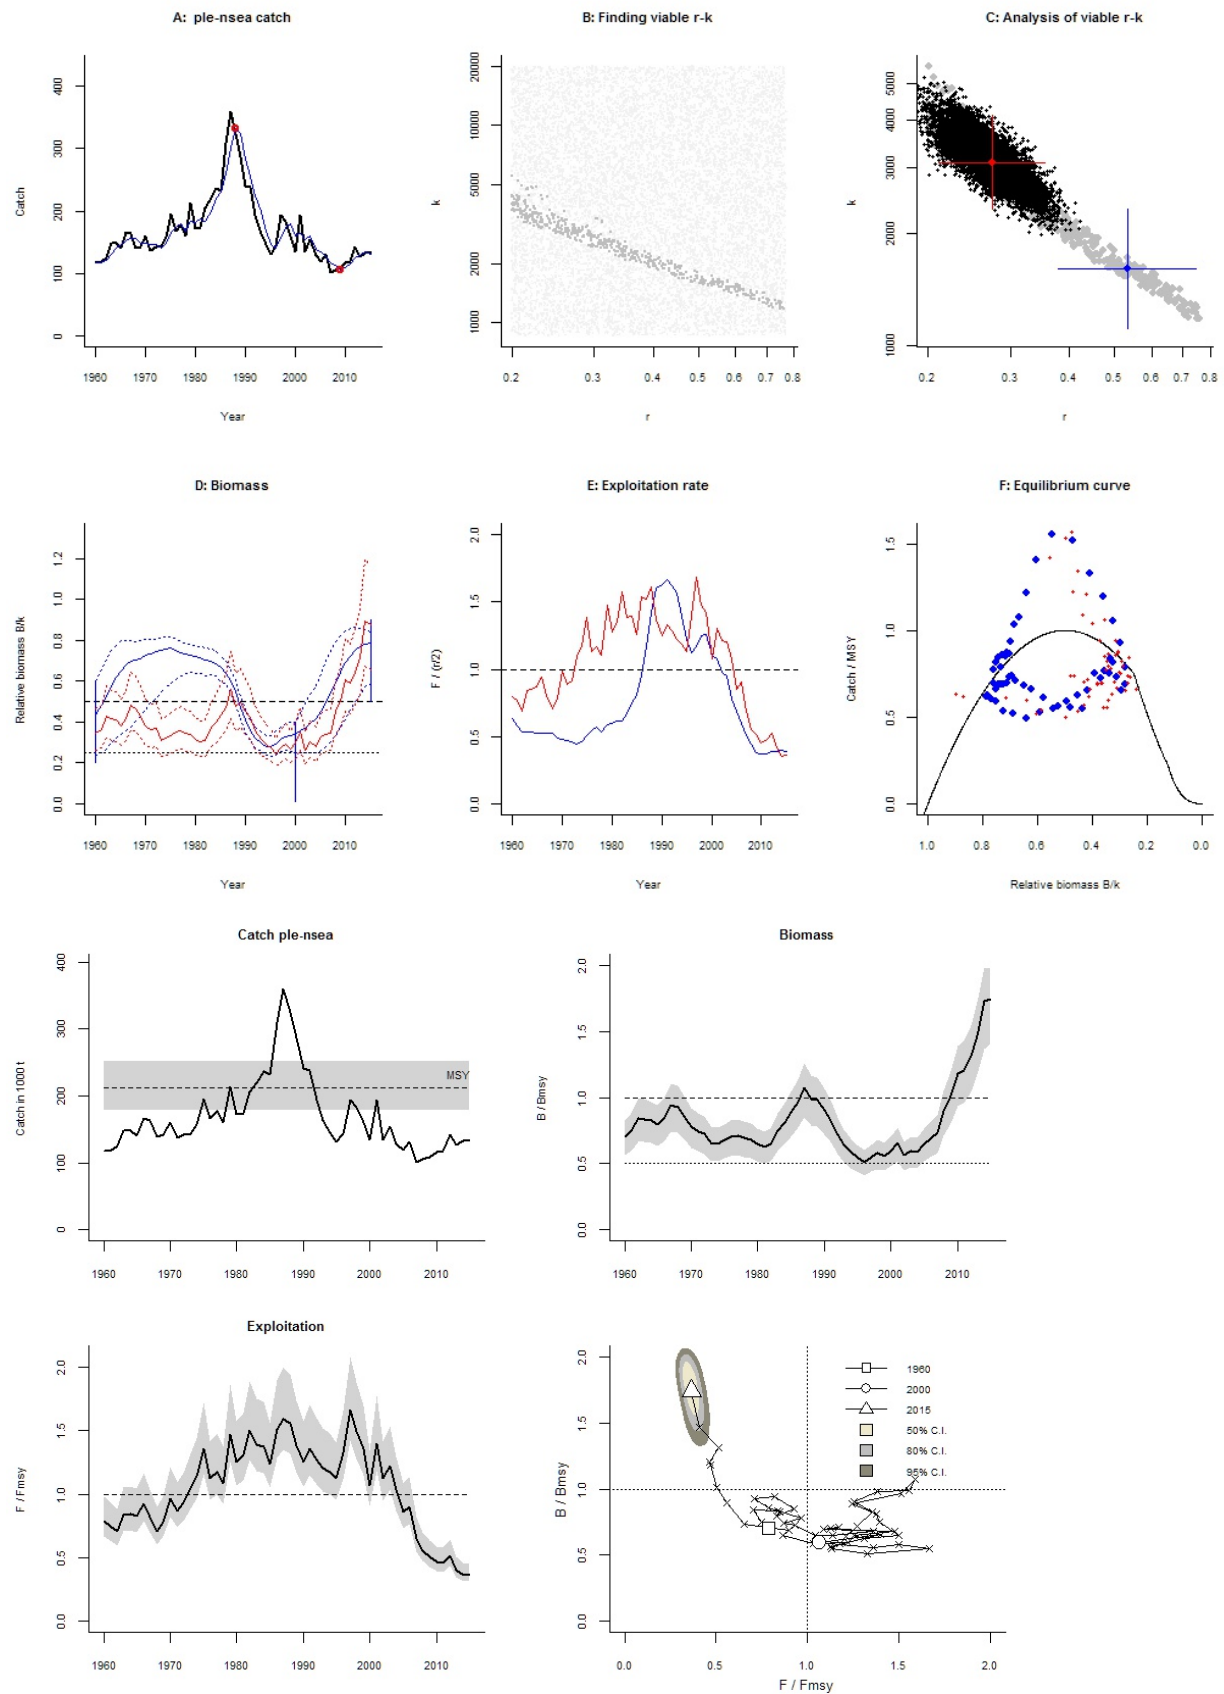 A: ple-nsea catch
B: Finding viable r-k
C: Analysis of viable r-k
Catch
400
300
200
100
0
1960 1970 1980 1990 2000 2010
Year
k
20000
10000
5000
2000
1000
0.2 0.3 0.4 0.5 0.6 0.7 0.8
r
k
5000
4000
3000
2000
1000
0.2 0.3 0.4 0.5 0.6 0.7 0.8
r
D: Biomass
E: Exploitation rate
F: Equilibrium curve
Relative biomass B/k
1.2
1.0
0.8
0.6
0.4
0.2
0.0
1960 1970 1980 1990 2000 2010
Year
F / (r/2)
2.0
1.5
1.0
0.5
0.0
1960 1970 1980 1990 2000 2010
Year
Catch / MSY
1.5
1.0
0.5
0.0
1.0 0.8 0.6 0.4 0.2 0.0
Relative biomass B/k
Catch ple-nsea
Biomass
Catch in 1000 t
400
300
200
100
0
MSY
1960 1970 1980 1990 2000 2010
B / Bmsy
2.0
1.5
1.0
0.5
0.0
1960 1970 1980 1990 2000 2010
Exploitation
F / Fmsy
2.0
1.5
1.0
0.5
0.0
1960 1970 1980 1990 2000 2010
B / Bmsy
2.0
1.5
1.0
0.5
0.0
1960
2000
2015
50% C.I.
80% C.I.
95% C.I.
0.0 0.5 1.0 1.5 2.0
F / Fmsy